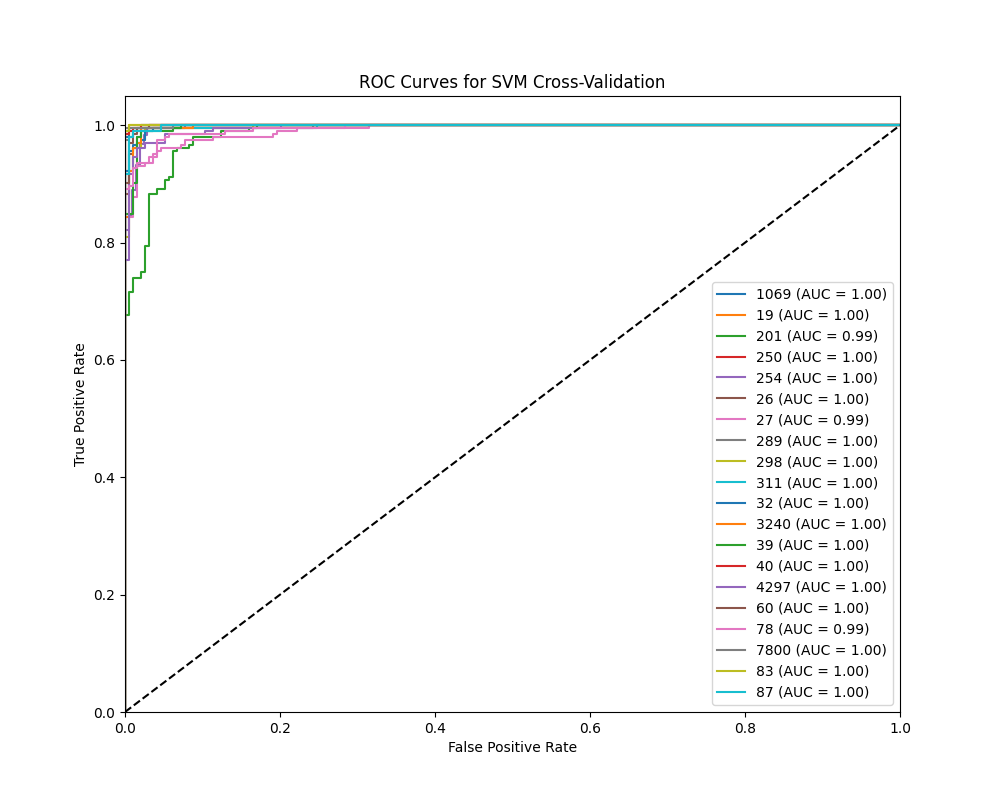 ROC Curves for SVM Cross-Validation
True Positive Rate
1.0
0.8
0.6
0.4
0.2
0.0
1069 (AUC = 1.00)
19 (AUC = 1.00)
201 (AUC = 0.99)
250 (AUC = 1.00)
254 (AUC = 1.00)
26 (AUC = 1.00)
27 (AUC = 0.99)
289 (AUC = 1.00)
298 (AUC = 1.00)
311 (AUC = 1.00)
32 (AUC = 1.00)
3240 (AUC = 1.00)
39 (AUC = 1.00)
40 (AUC = 1.00)
4297 (AUC = 1.00)
60 (AUC = 1.00)
78 (AUC = 0.99)
7800 (AUC = 1.00)
83 (AUC = 1.00)
87 (AUC = 1.00)
0.0 0.2 0.4 0.6 0.8 1.0
False Positive Rate